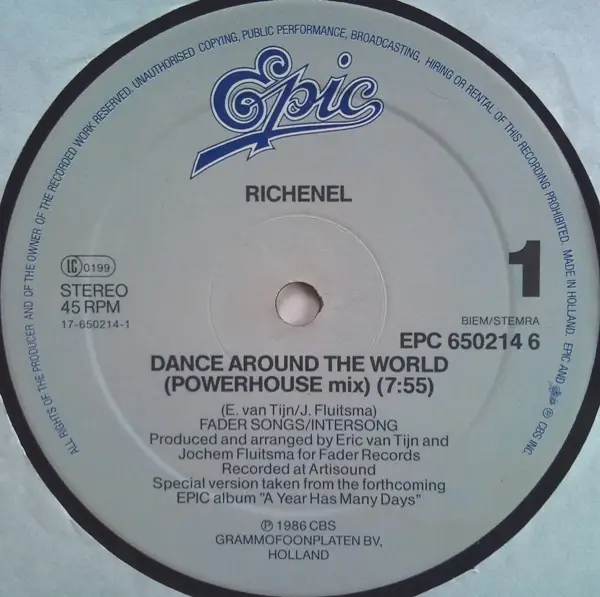 ALL RIGHTS OF THE PRODUCER AND OF THE OWNER OF THE RECORDED WORK RESERVED. UNAUTHORISED COPYING, PUBLIC PERFORMANCE, BROADCASTING, HIRING OR RENTAL OF THIS RECORDING PROHIBITED. MADE IN HOLLAND. EPIC AND ℗ CBS INC.
Epic
RICHENEL
LC 0199
STEREO
45 RPM
17-650214-1
1
BIEM/STEMRA
EPC 650214 6
DANCE AROUND THE WORLD
(POWERHOUSE mix) (7:55)
(E. van Tijn/J. Fluitsma)
FADER SONGS/INTERSONG
Produced and arranged by Eric van Tijn and
Jochem Fluitsma for Fader Records
Recorded at Artisound
Special version taken from the forthcoming
EPIC album "A Year Has Many Days"
℗ 1986 CBS
GRAMMOFOONPLATEN BV,
HOLLAND